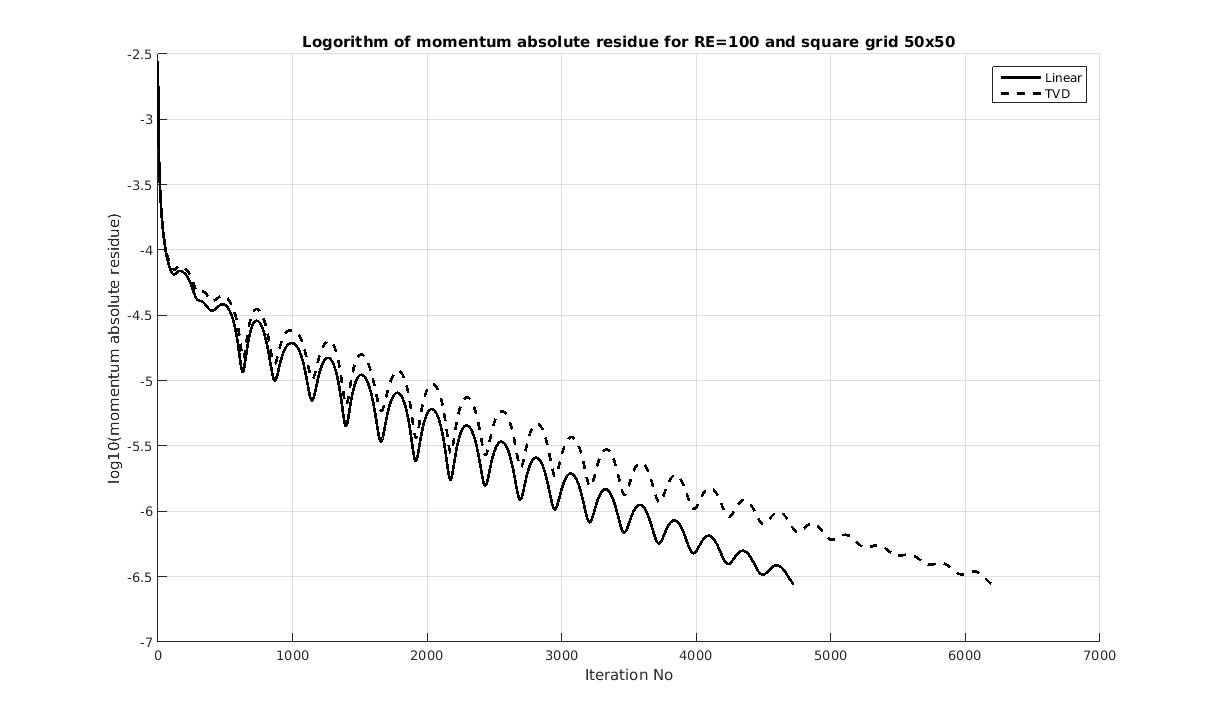 Logorithm of momentum absolute residue for RE=100 and square grid 50x50
Linear
TVD
log10(momentum absolute residue)
-2.5
-3
-3.5
-4
-4.5
-5
-5.5
-6
-6.5
-7
0 1000 2000 3000 4000 5000 6000 7000
Iteration No